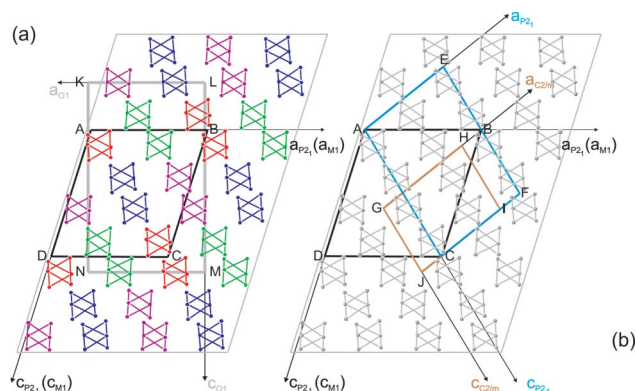 (a)
K
L
a_O1
A
B
a_P2₁(a_M1)
D
C
N
M
c_P2₁(c_M1)
c_O1
a_P2₁
E
a_C2/m
A
B
H
a_P2₁(a_M1)
G
F
I
D
C
J
(b)
c_P2₁(c_M1)
c_C2/m
c_P2₁